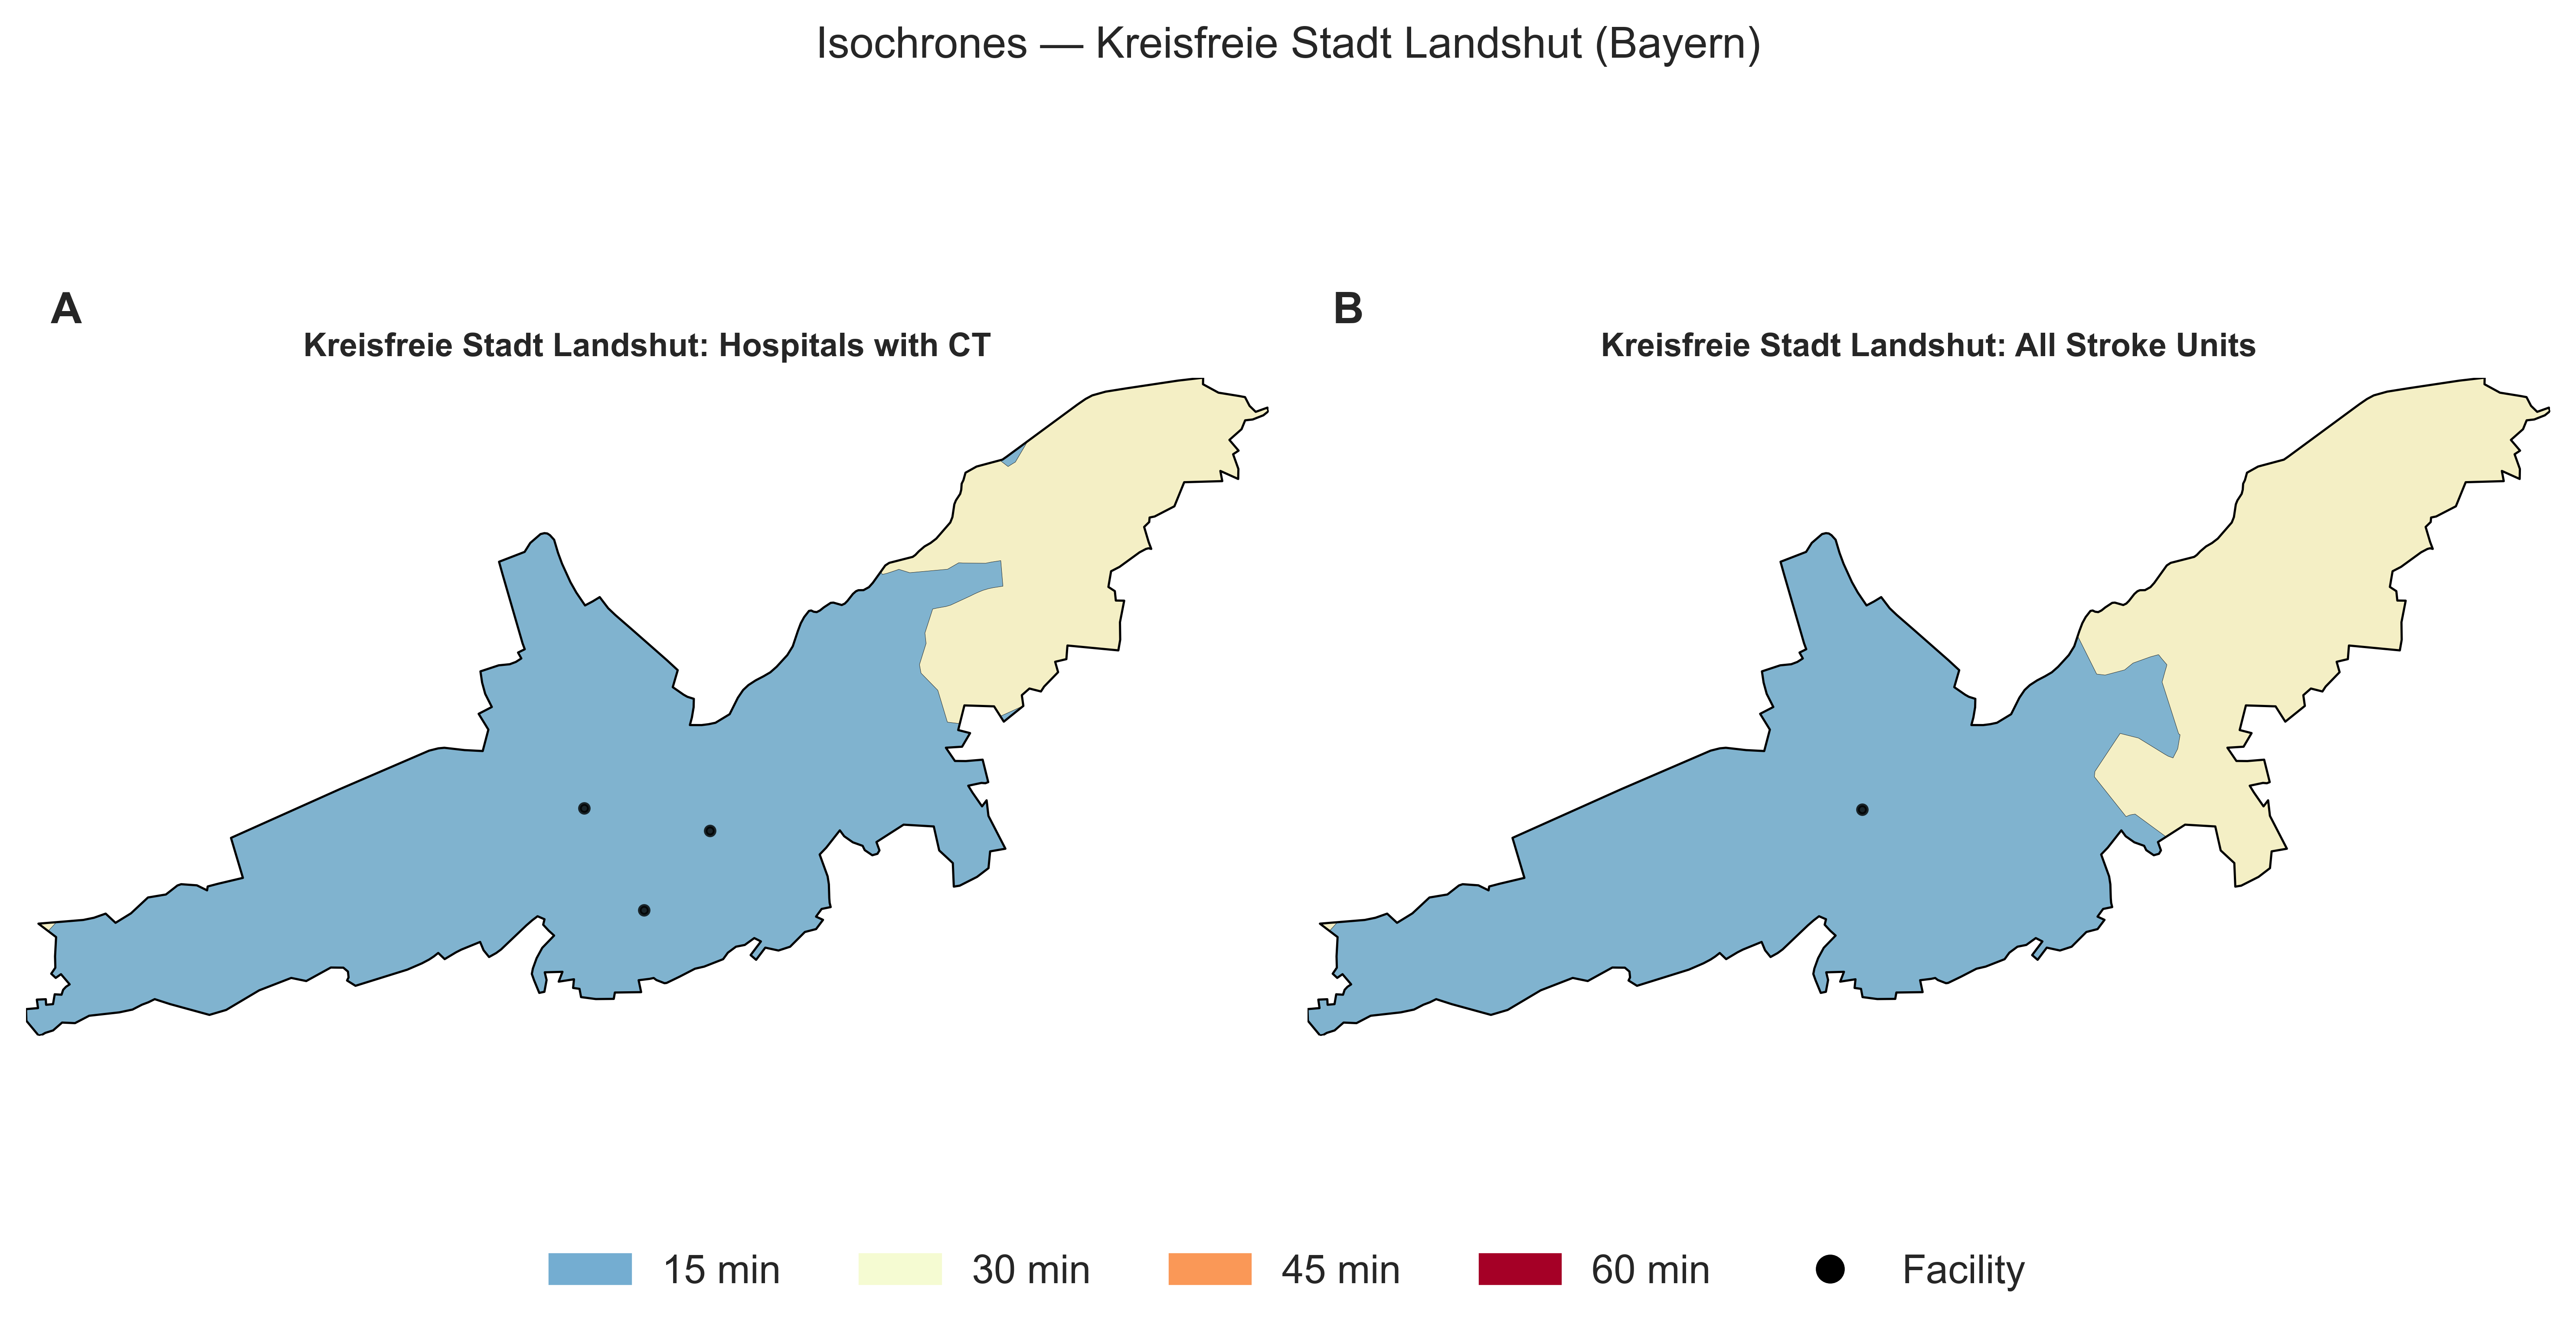 Isochrones — Kreisfreie Stadt Landshut (Bayern)
A
Kreisfreie Stadt Landshut: Hospitals with CT
B
Kreisfreie Stadt Landshut: All Stroke Units
15 min
30 min
45 min
60 min
Facility